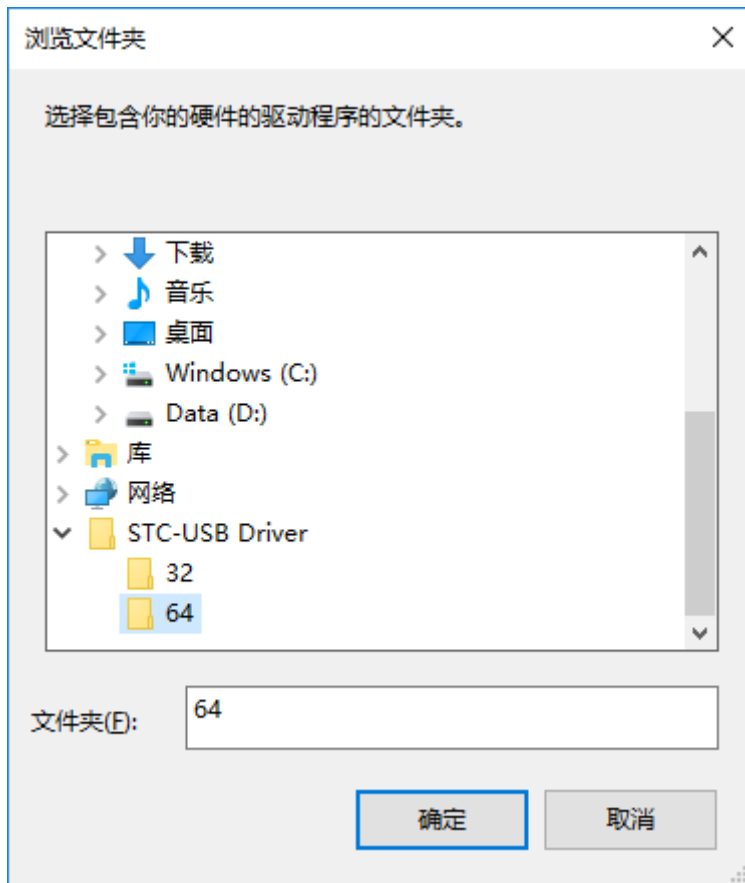 浏览文件夹
选择包含你的硬件的驱动程序的文件夹。
下载
音乐
桌面
Windows (C:)
Data (D:)
库
网络
STC-USB Driver
32
64
文件夹(F): 64
确定 取消